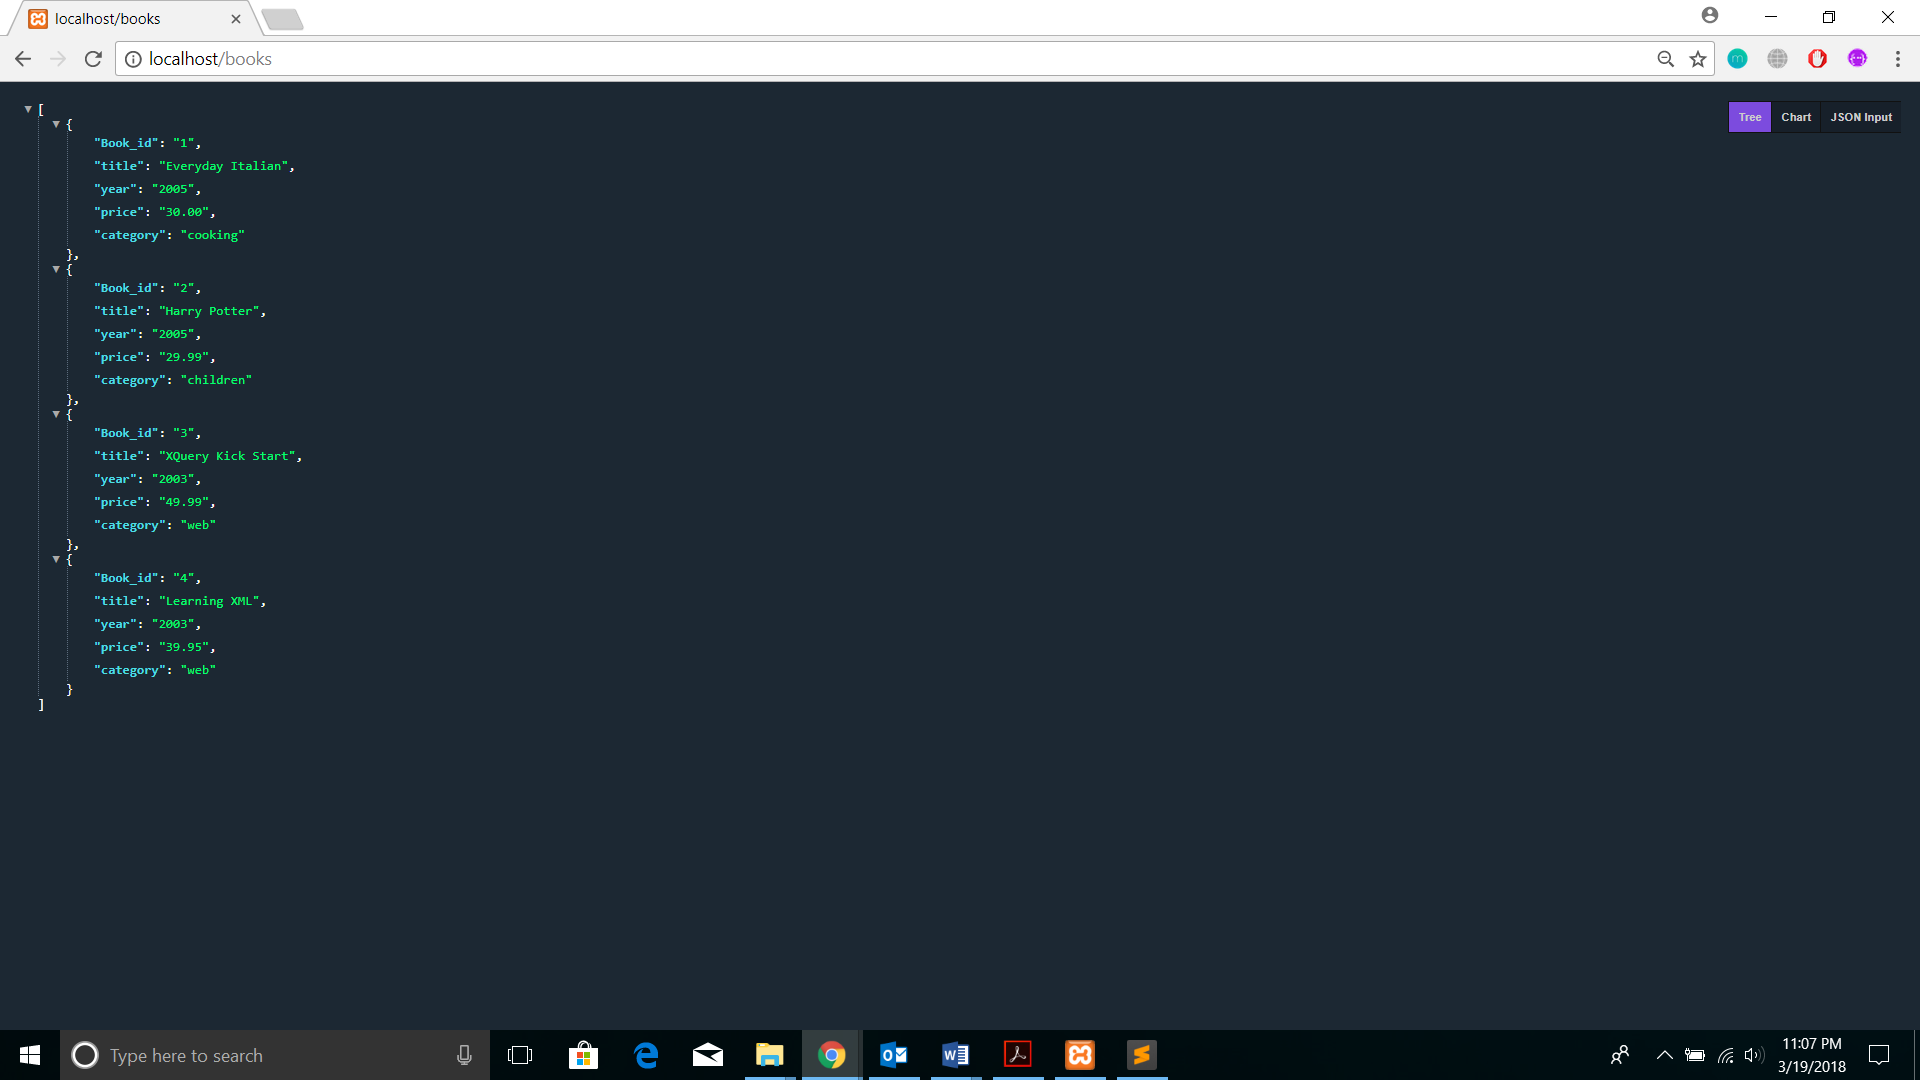 localhost/books
localhost/books
Tree Chart JSON Input
[
{
"Book_id": "1",
"title": "Everyday Italian",
"year": "2005",
"price": "30.00",
"category": "cooking"
},
{
"Book_id": "2",
"title": "Harry Potter",
"year": "2005",
"price": "29.99",
"category": "children"
},
{
"Book_id": "3",
"title": "XQuery Kick Start",
"year": "2003",
"price": "49.99",
"category": "web"
},
{
"Book_id": "4",
"title": "Learning XML",
"year": "2003",
"price": "39.95",
"category": "web"
}
]
Type here to search
11:07 PM
3/19/2018